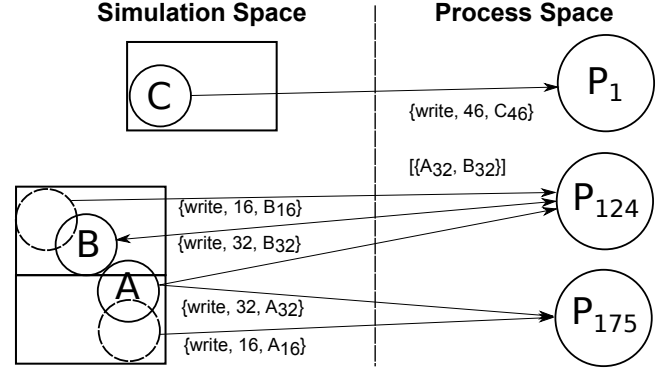 Simulation Space Process Space
C
P1
{write, 46, C46}
[{A32, B32}]
{write, 16, B16}
P124
B
{write, 32, B32}
A
{write, 32, A32}
P175
{write, 16, A16}